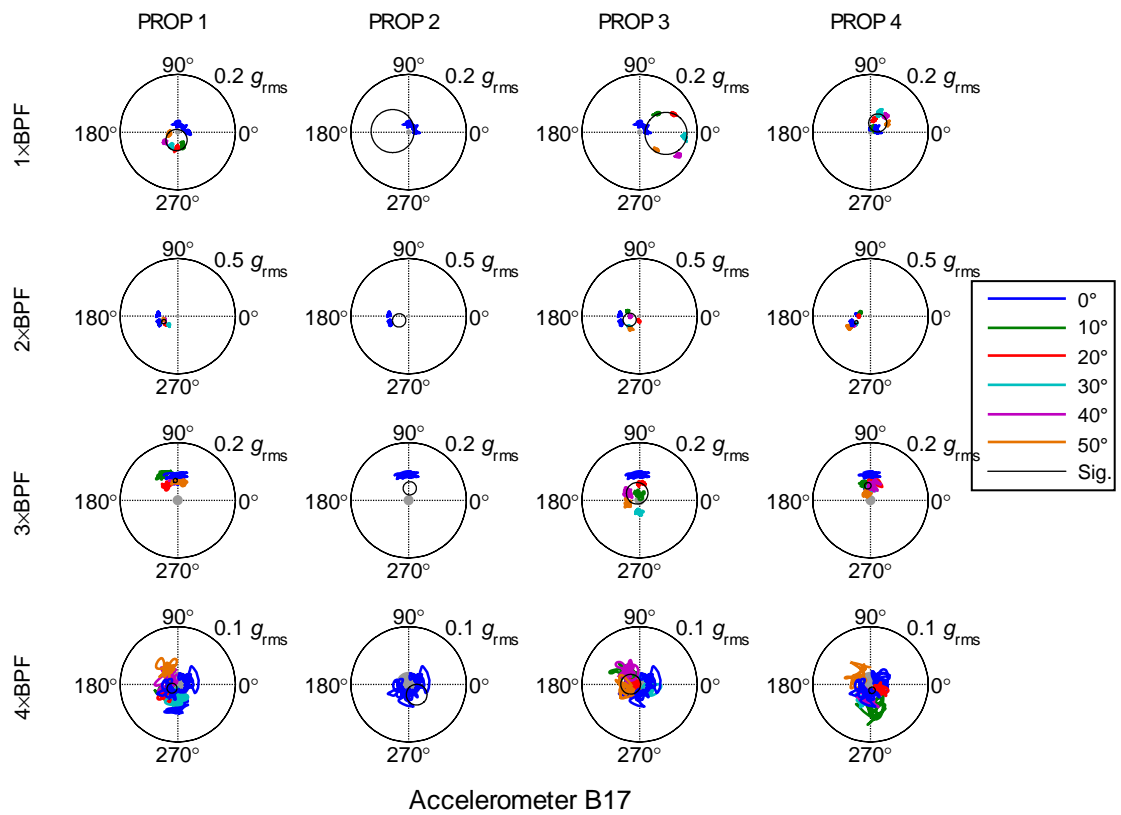 PROP 1 PROP 2 PROP 3 PROP 4
1×BPF
90° 0.2 grms 90° 0.2 grms 90° 0.2 grms 90° 0.2 grms
180° 0° 180° 0° 180° 0° 180° 0°
270° 270° 270° 270°
2×BPF
90° 0.5 grms 90° 0.5 grms 90° 0.5 grms 90° 0.5 grms
180° 0° 180° 0° 180° 0° 180° 0°
270° 270° 270° 270°
3×BPF
90° 0.2 grms 90° 0.2 grms 90° 0.2 grms 90° 0.2 grms
180° 0° 180° 0° 180° 0° 180° 0°
270° 270° 270° 270°
4×BPF
90° 0.1 grms 90° 0.1 grms 90° 0.1 grms 90° 0.1 grms
180° 0° 180° 0° 180° 0° 180° 0°
270° 270° 270° 270°
0°
10°
20°
30°
40°
50°
Sig.
Accelerometer B17